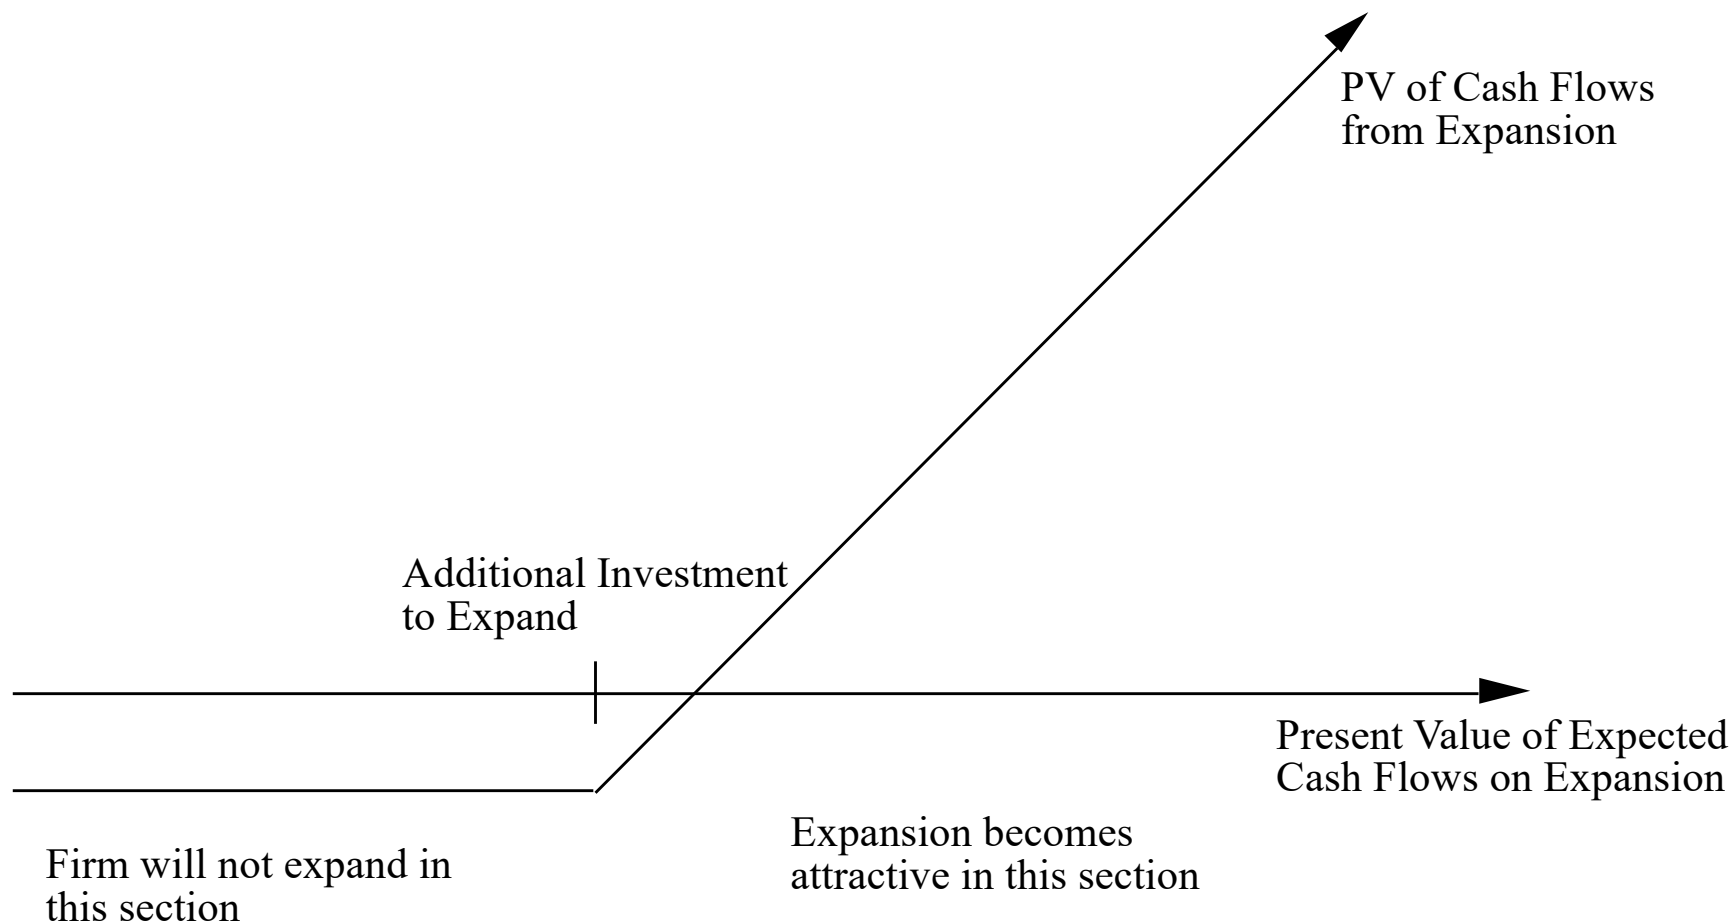 PV of Cash Flows
from Expansion
Additional Investment
to Expand
Present Value of Expected
Cash Flows on Expansion
Expansion becomes
attractive in this section
Firm will not expand in
this section